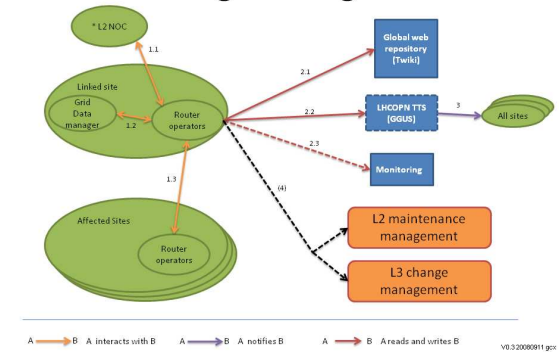 * L2 NOC
1.1
Global web
repository
(Twiki)
2.1
Linked site
Grid
Data
manager
1.2
Router
operators
2.2
LHCOPN TTS
(GGUS)
3
All sites
2.3
Monitoring
1.3
(4)
Affected Sites
Router
operators
L2 maintenance
management
L3 change
management
A B A interacts with B A B A notifies B A B A reads and writes B
V0.3 20080911 gcx